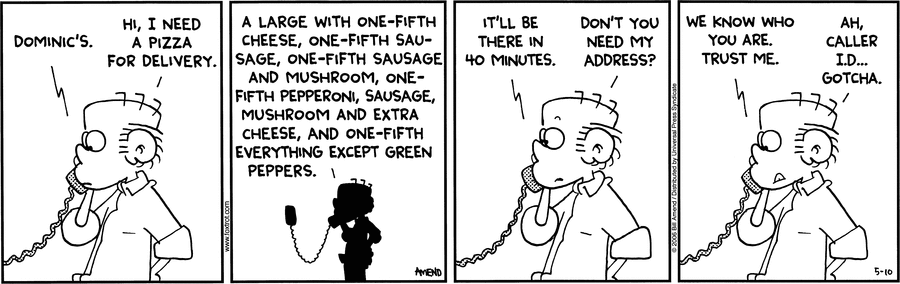 DOMINIC'S.
HI, I NEED
A PIZZA
FOR DELIVERY.
A LARGE WITH ONE-FIFTH
CHEESE, ONE-FIFTH SAU-
SAGE, ONE-FIFTH SAUSAGE
AND MUSHROOM, ONE-
FIFTH PEPPERONI, SAUSAGE,
MUSHROOM AND EXTRA
CHEESE, AND ONE-FIFTH
EVERYTHING EXCEPT GREEN
PEPPERS.
www.foxtrot.com
AMEND
IT'LL BE
THERE IN
40 MINUTES.
DON'T YOU
NEED MY
ADDRESS?
© 2006 Bill Amend / Distributed by Universal Press Syndicate
WE KNOW WHO
YOU ARE.
TRUST ME.
AH,
CALLER
I.D...
GOTCHA.
5-10